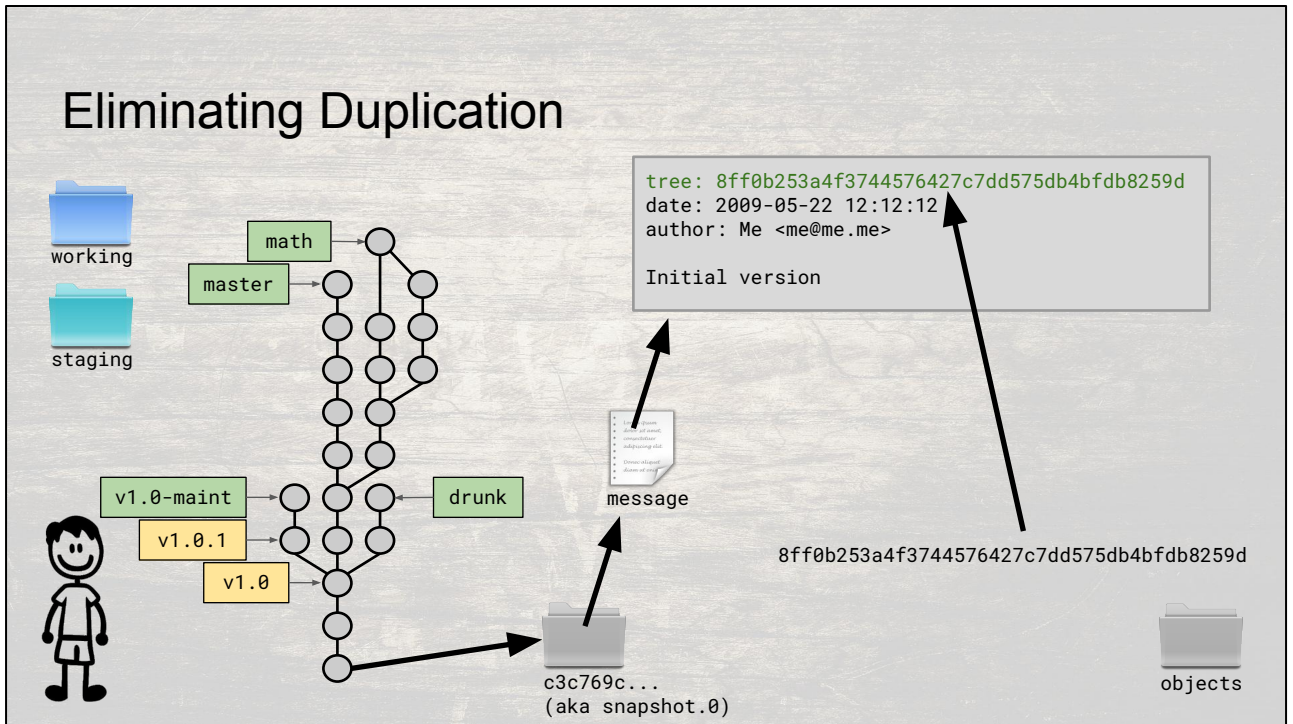 Eliminating Duplication
tree: 8ff0b253a4f3744576427c7dd575db4bfdb8259d
date: 2009-05-22 12:12:12
author: Me <me@me.me>
Initial version
working
staging
math
master
v1.0-maint
drunk
v1.0.1
v1.0
message
8ff0b253a4f3744576427c7dd575db4bfdb8259d
c3c769c...
(aka snapshot.0)
objects